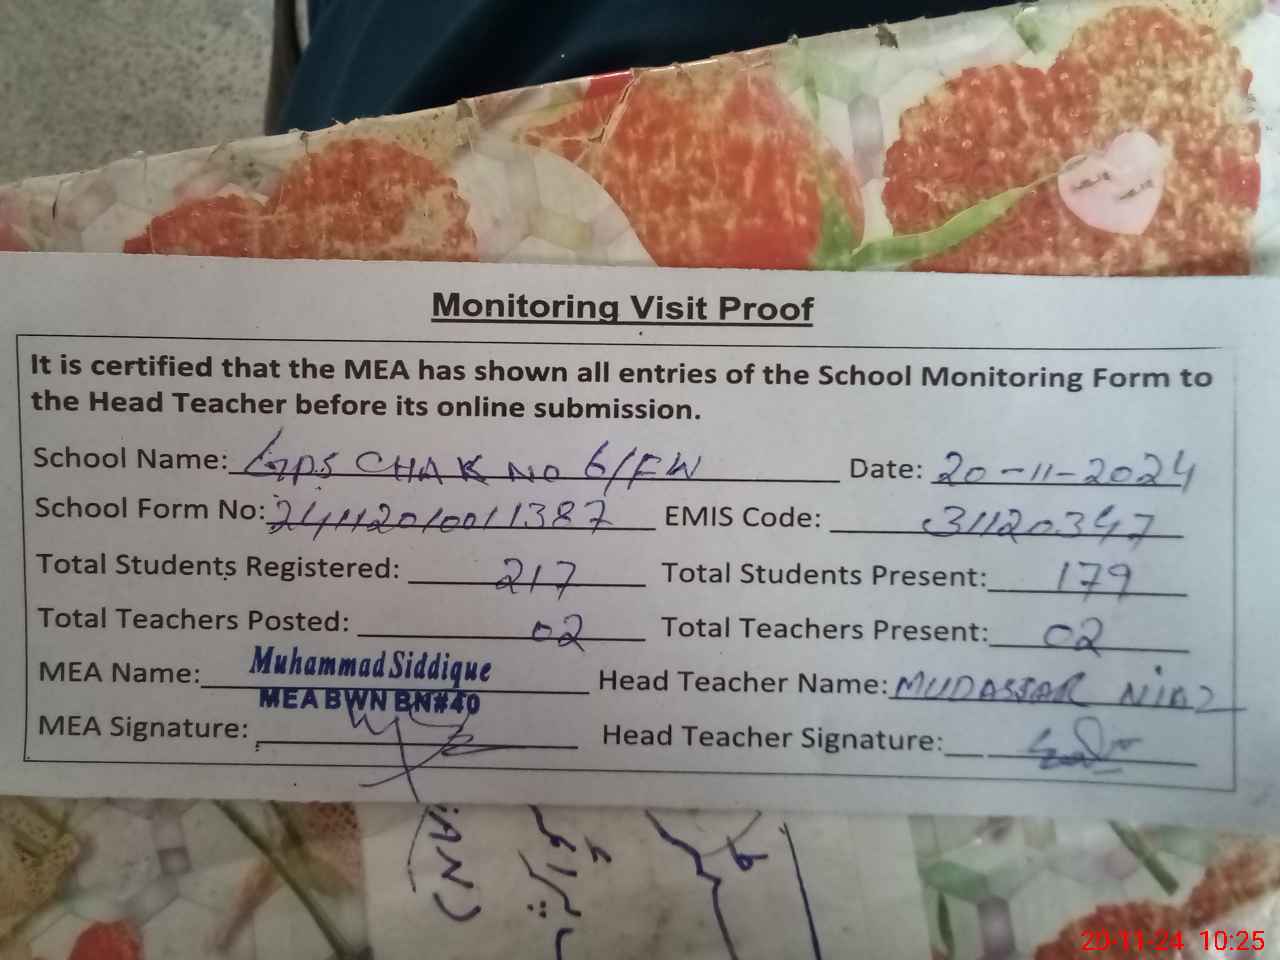 Monitoring Visit Proof
It is certified that the MEA has shown all entries of the School Monitoring Form to
the Head Teacher before its online submission.
School Name: GPS CHAK NO 6/FW Date: 20-11-2024
School Form No: 2411201001387 EMIS Code: 31120347
Total Students Registered: 217 Total Students Present: 179
Total Teachers Posted: 02 Total Teachers Present: 02
MEA Name: Muhammad Siddique Head Teacher Name: MUDASSAR NIAZ
MEA BWN BN#40
MEA Signature: Head Teacher Signature:
20-11-24 10:25